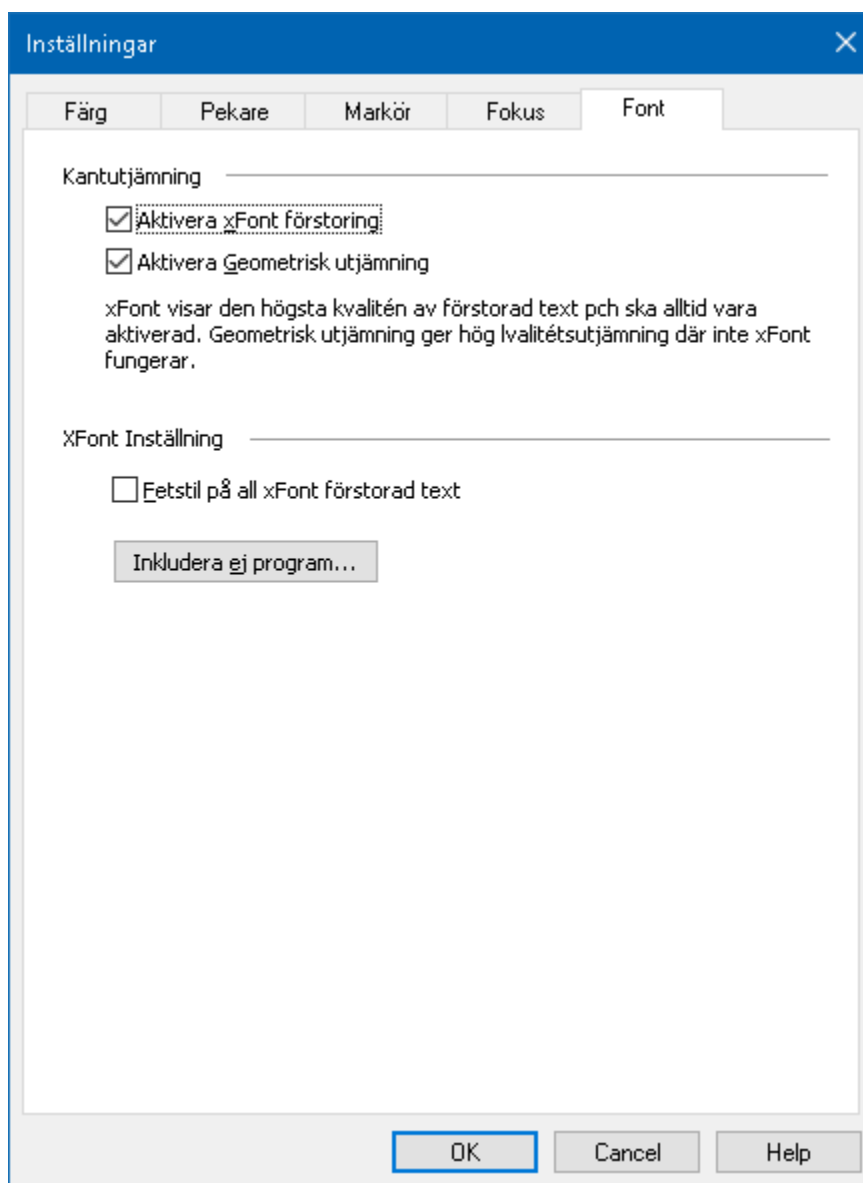 Inställningar
Färg Pekare Markör Fokus Font
Kantutjämning
Aktivera xFont förstoring
Aktivera Geometrisk utjämning
xFont visar den högsta kvalitén av förstorad text pch ska alltid vara
aktiverad. Geometrisk utjämning ger hög lvalitétsutjämning där inte xFont
fungerar.
XFont Inställning
Fetstil på all xFont förstorad text
Inkludera ej program...
OK Cancel Help